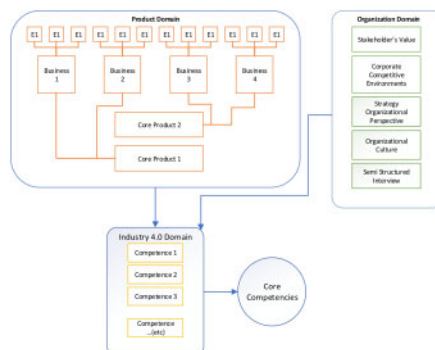 Product Domain
E1 E1 E1 E1 E1 E1 E1 E1 E1 E1 E1 E1
Business
1
Business
2
Business
3
Business
4
Core Product 2
Core Product 1
Organization Domain
Stakeholder's Value
Corporate
Competitive
Environments
Strategy
Organizational
Perspective
Organizational
Culture
Semi Structured
Interview
Industry 4.0 Domain
Competence 1
Competence 2
Competence 3
Competence
...(etc)
Core
Competencies